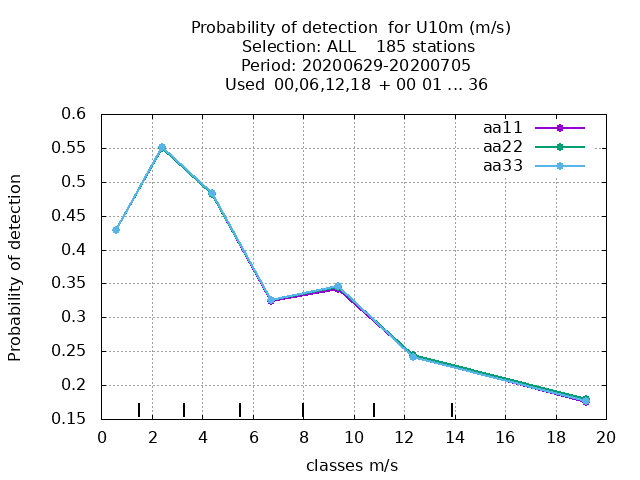 Probability of detection for U10m (m/s)
Selection: ALL 185 stations
Period: 20200629-20200705
Used 00,06,12,18 + 00 01 ... 36
0.6
0.55
0.5
0.45
0.4
0.35
0.3
0.25
0.2
0.15
Probability of detection
aa11
aa22
aa33
0 2 4 6 8 10 12 14 16 18 20
classes m/s